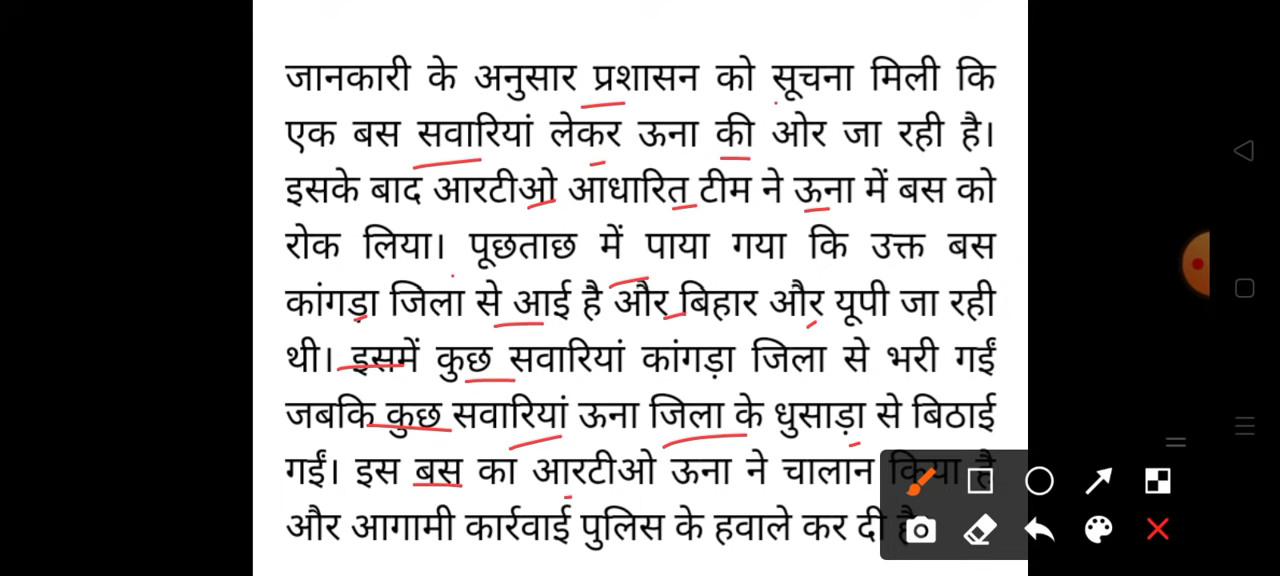 जानकारी के अनुसार प्रशासन को सूचना मिली कि
एक बस सवारियां लेकर ऊना की ओर जा रही है।
इसके बाद आरटीओ आधारित टीम ने ऊना में बस को
रोक लिया। पूछताछ में पाया गया कि उक्त बस
कांगड़ा जिला से आई है और बिहार और यूपी जा रही
थी। इसमें कुछ सवारियां कांगड़ा जिला से भरी गईं
जबकि कुछ सवारियां ऊना जिला के धुसाड़ा से बिठाई
गईं। इस बस का आरटीओ ऊना ने चालान किया है
और आगामी कार्रवाई पुलिस के हवाले कर दी है